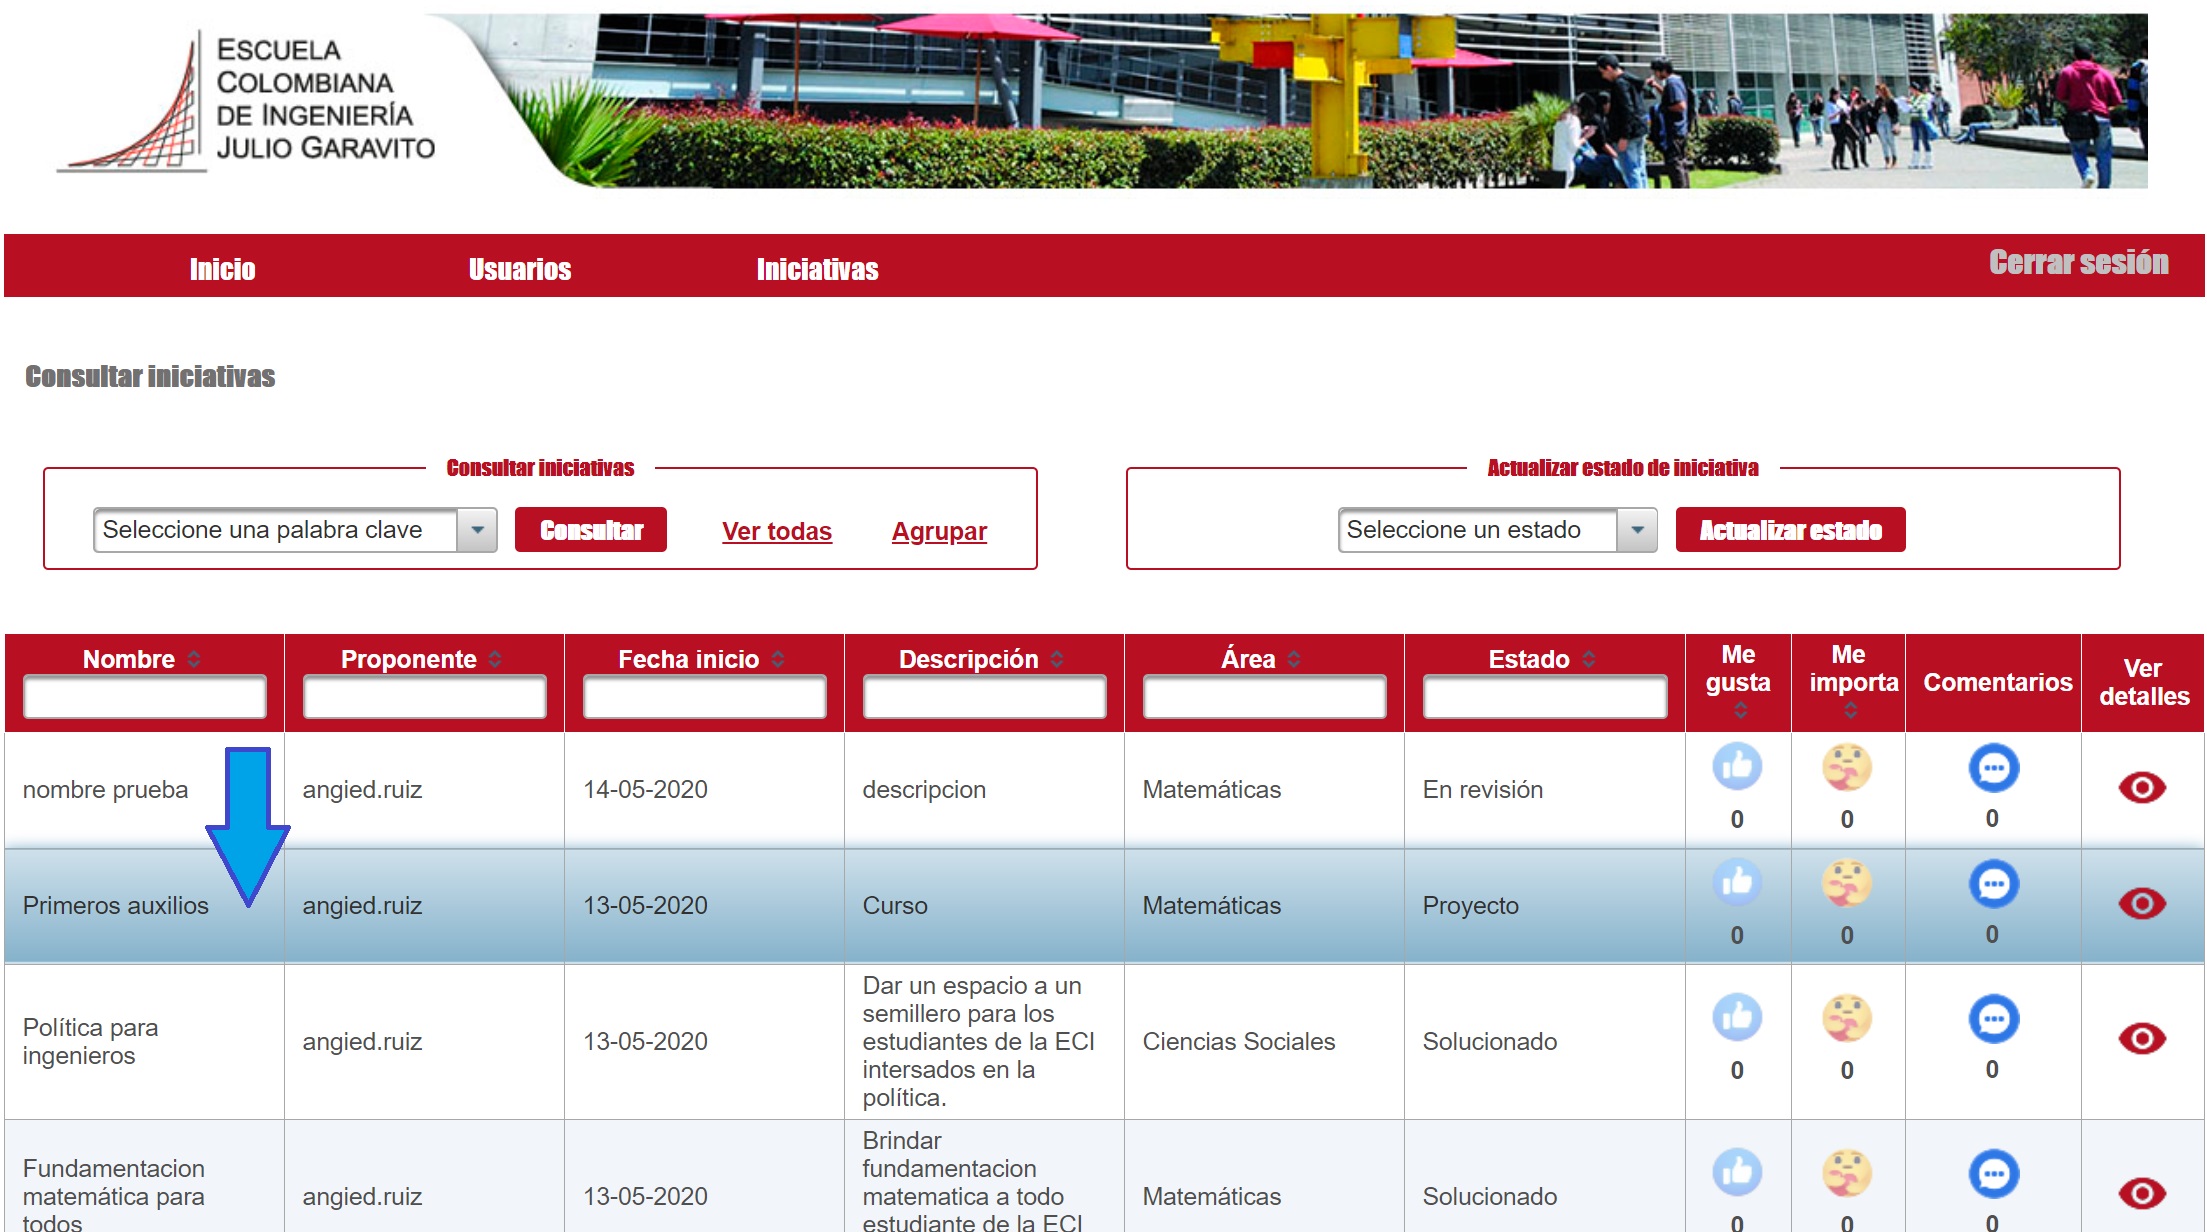 ESCUELA
COLOMBIANA
DE INGENIERÍA
JULIO GARAVITO
Inicio
Usuarios
Iniciativas
Cerrar sesión
Consultar iniciativas
Consultar iniciativas
Seleccione una palabra clave
Consultar
Ver todas
Agrupar
Actualizar estado de iniciativa
Seleccione un estado
Actualizar estado
Nombre
Proponente
Fecha inicio
Descripción
Área
Estado
Me
gusta
Me
importa
Comentarios
Ver
detalles
nombre prueba
angied.ruiz
14-05-2020
descripcion
Matemáticas
En revisión
0
0
0
Primeros auxilios
angied.ruiz
13-05-2020
Curso
Matemáticas
Proyecto
0
0
0
Política para
ingenieros
angied.ruiz
13-05-2020
Dar un espacio a un
semillero para los
estudiantes de la ECI
intersados en la
política.
Ciencias Sociales
Solucionado
0
0
0
Fundamentacion
matemática para
todos
angied.ruiz
13-05-2020
Brindar
fundamentacion
matematica a todo
estudiante de la ECI
Matemáticas
Solucionado
0
0
0